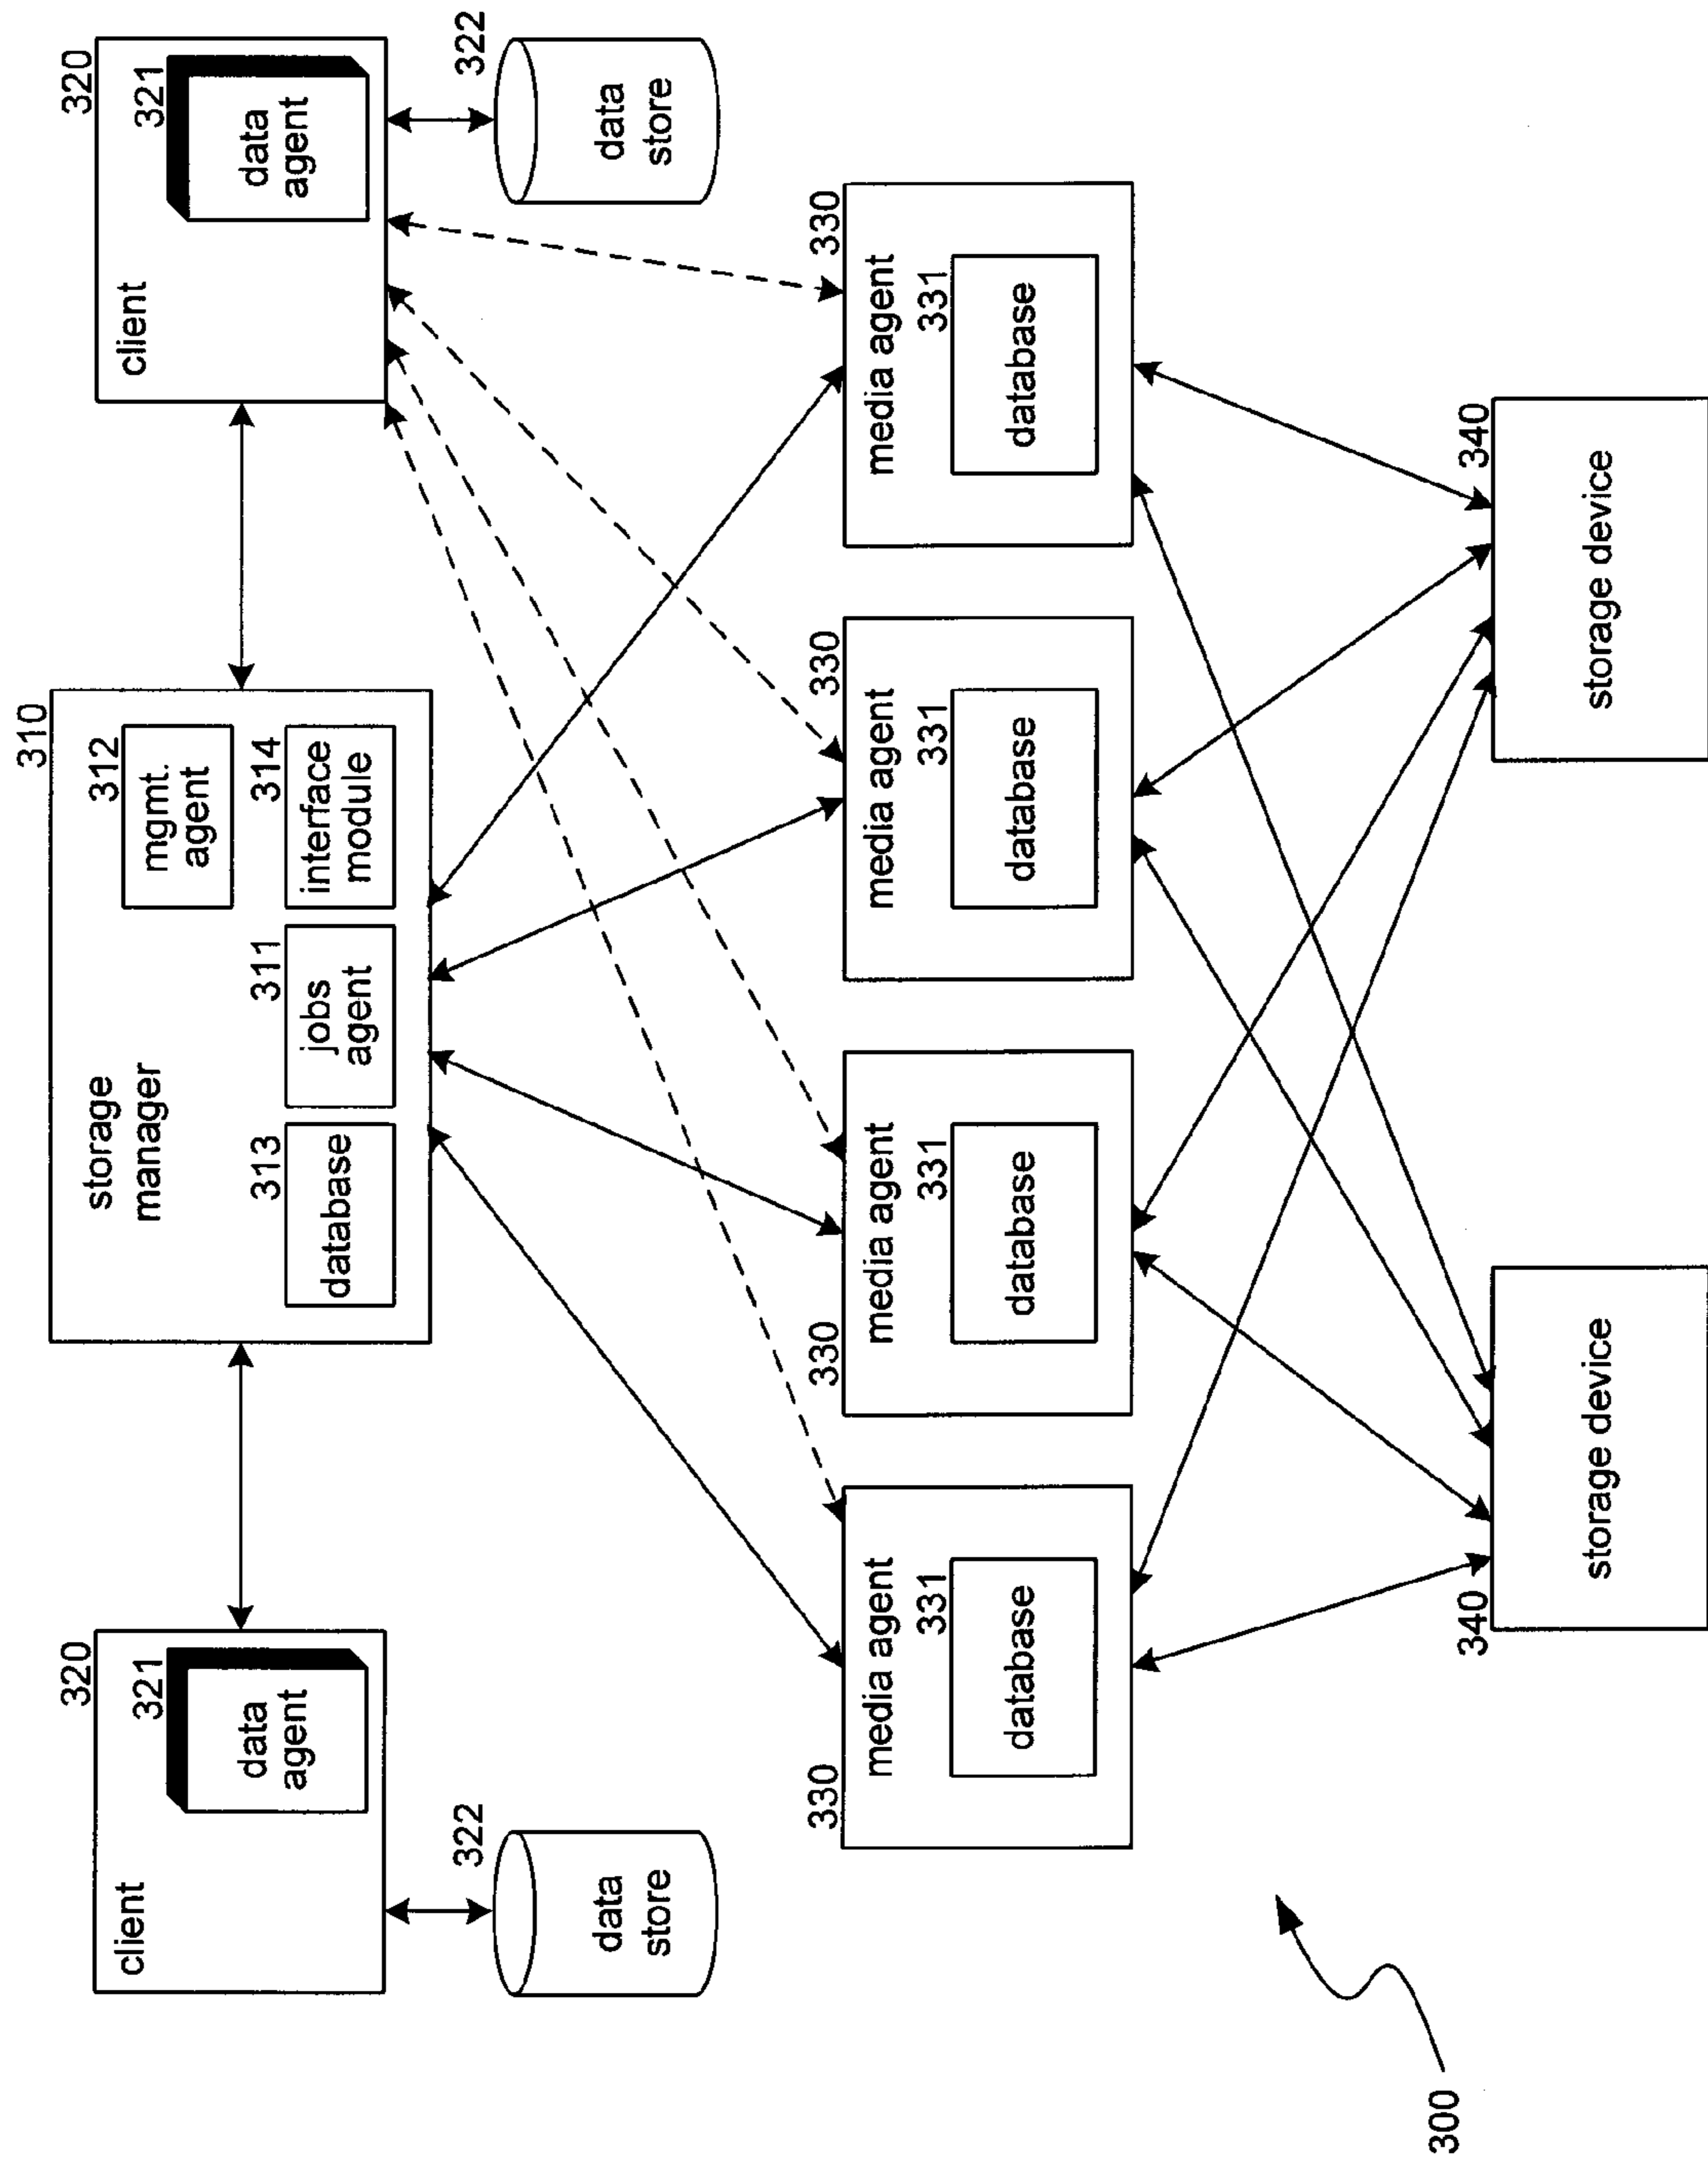 310
320
320
client
321
data
agent
storage
manager
312
mgmt.
agent
client
321
data
agent
313
database
311
jobs
agent
314
interface
module
322
data
store
322
data
store
330
media agent
331
database
330
media agent
331
database
330
media agent
331
database
330
media agent
331
database
340
storage device
340
storage device
300